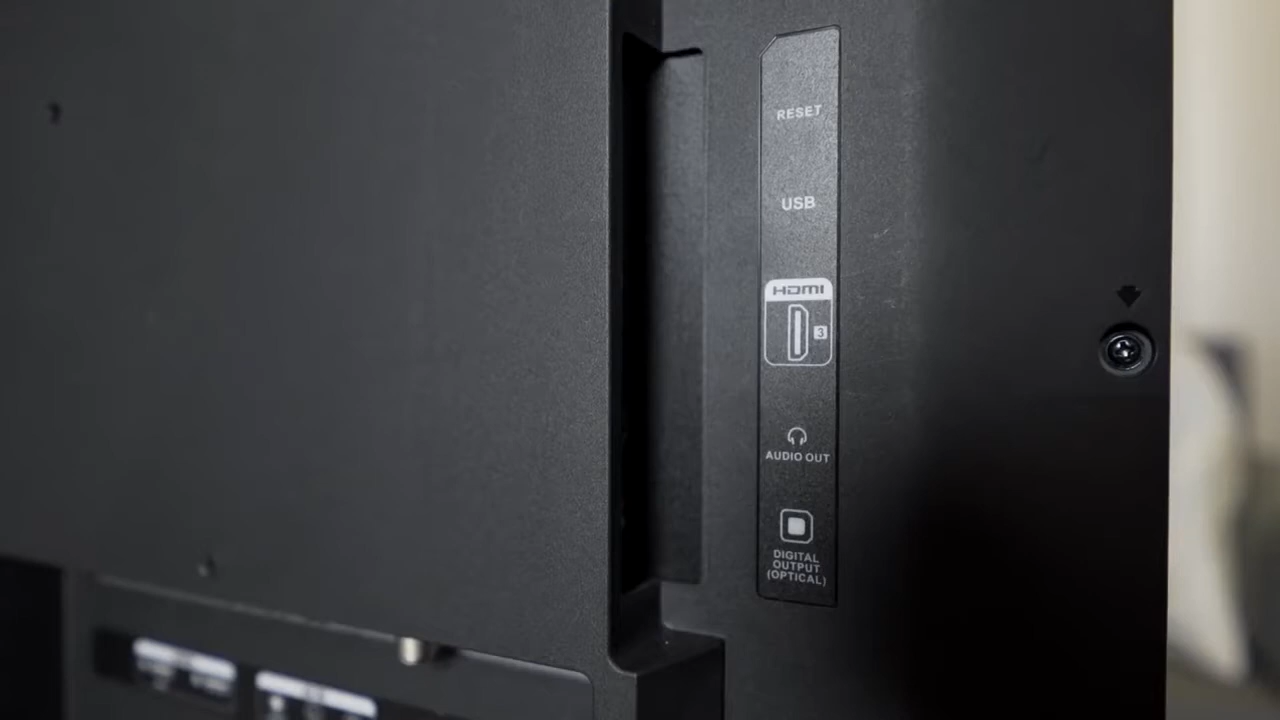 RESET
USB
HDMI
3
AUDIO OUT
DIGITAL
OUTPUT
(OPTICAL)